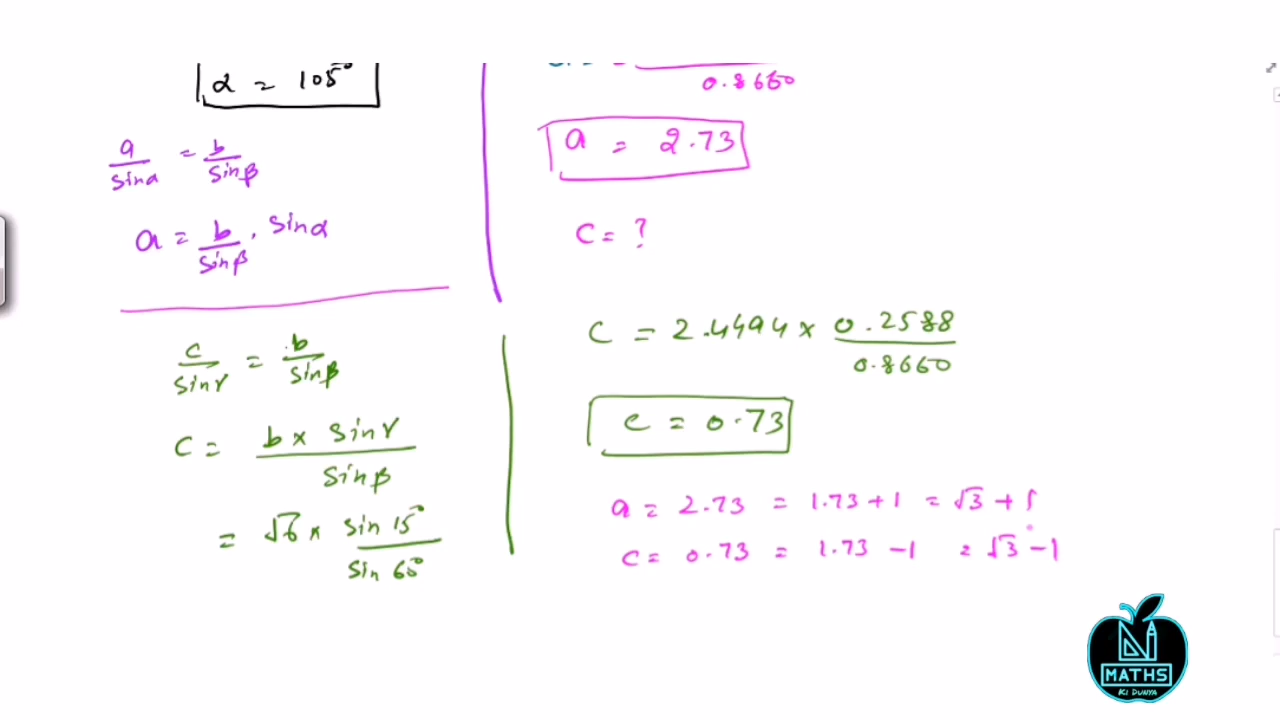 α = 105°
a/sinα = b/sinβ
a = b/sinβ . sinα
c/sinγ = b/sinβ
c = b × sinγ / sinβ
= √6 × sin 15° / sin 60°
0.8660
a = 2.73
c = ?
c = 2.4494 × 0.2588 / 0.8660
c = 0.73
a = 2.73 = 1.73 + 1 = √3 + 1
c = 0.73 = 1.73 - 1 = √3 - 1
MATHS
KI DUNYA